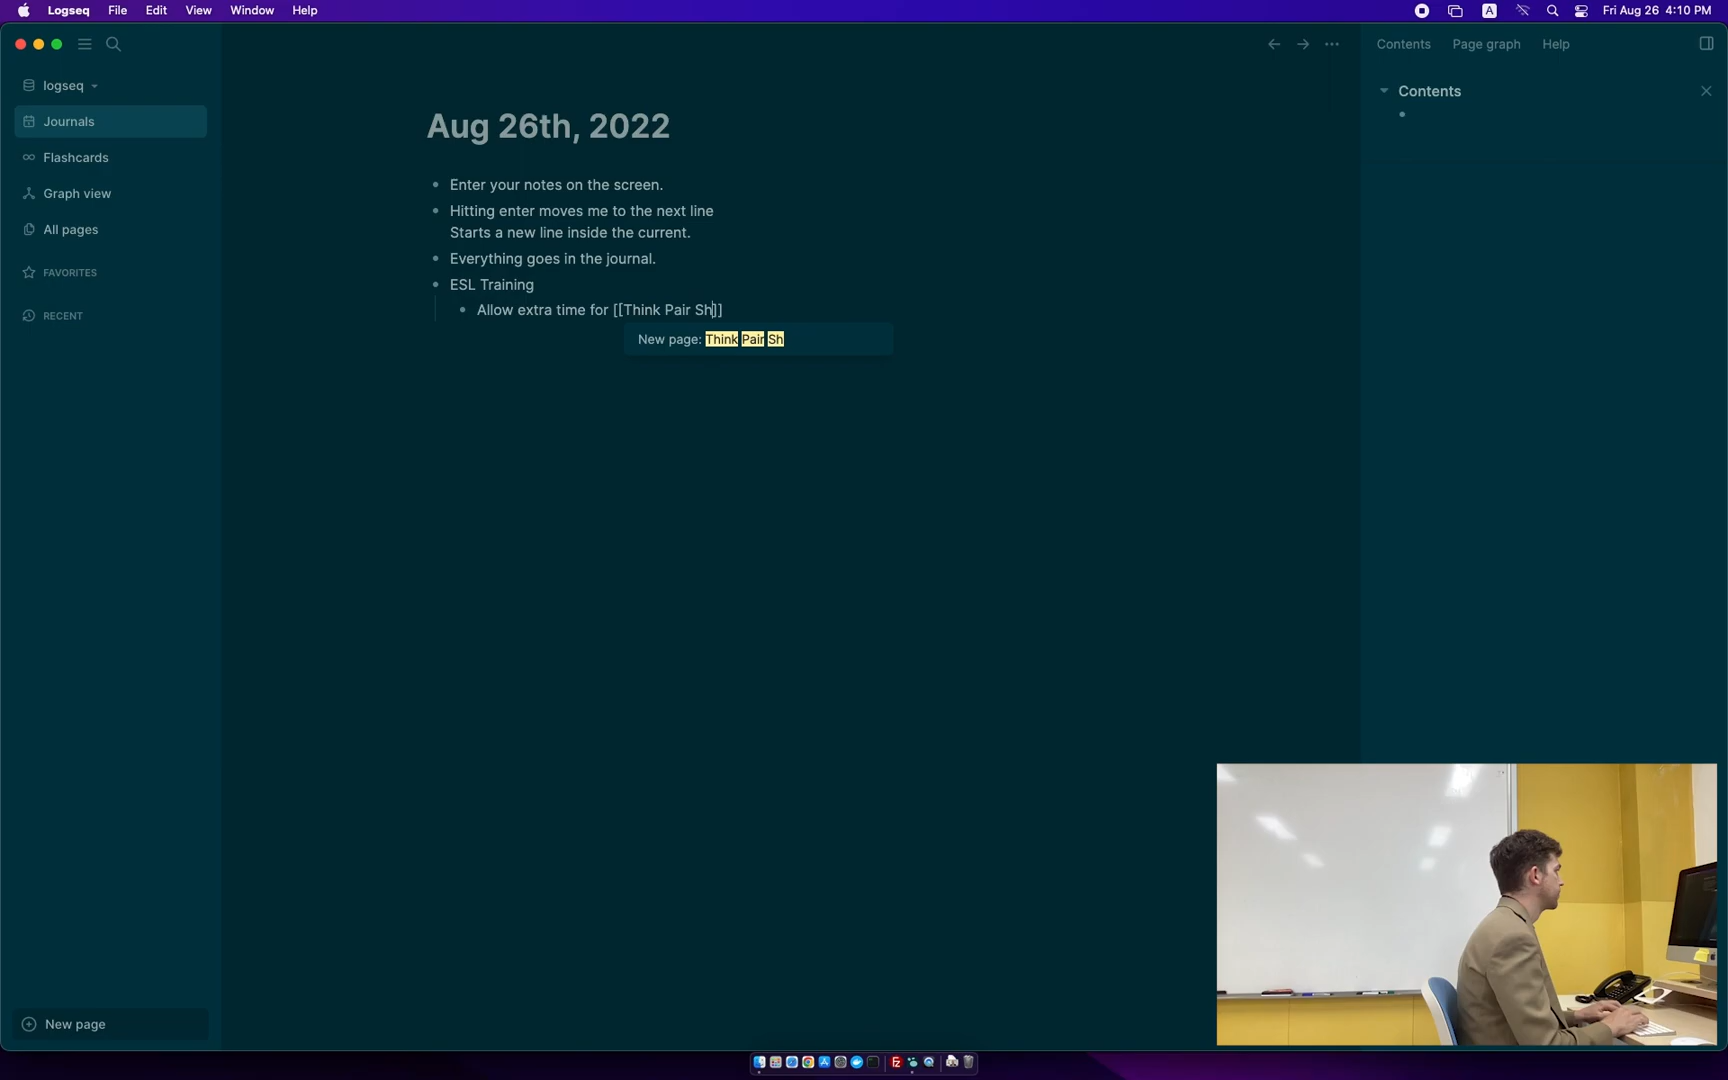 Logseq File Edit View Window Help A Fri Aug 26 4:10 PM
Contents Page graph Help
logseq
Journals
Flashcards
Graph view
All pages
FAVORITES
RECENT
New page
Aug 26th, 2022
Enter your notes on the screen.
Hitting enter moves me to the next line
Starts a new line inside the current.
Everything goes in the journal.
ESL Training
Allow extra time for [[Think Pair Sh]]
New page: Think Pair Sh
Contents